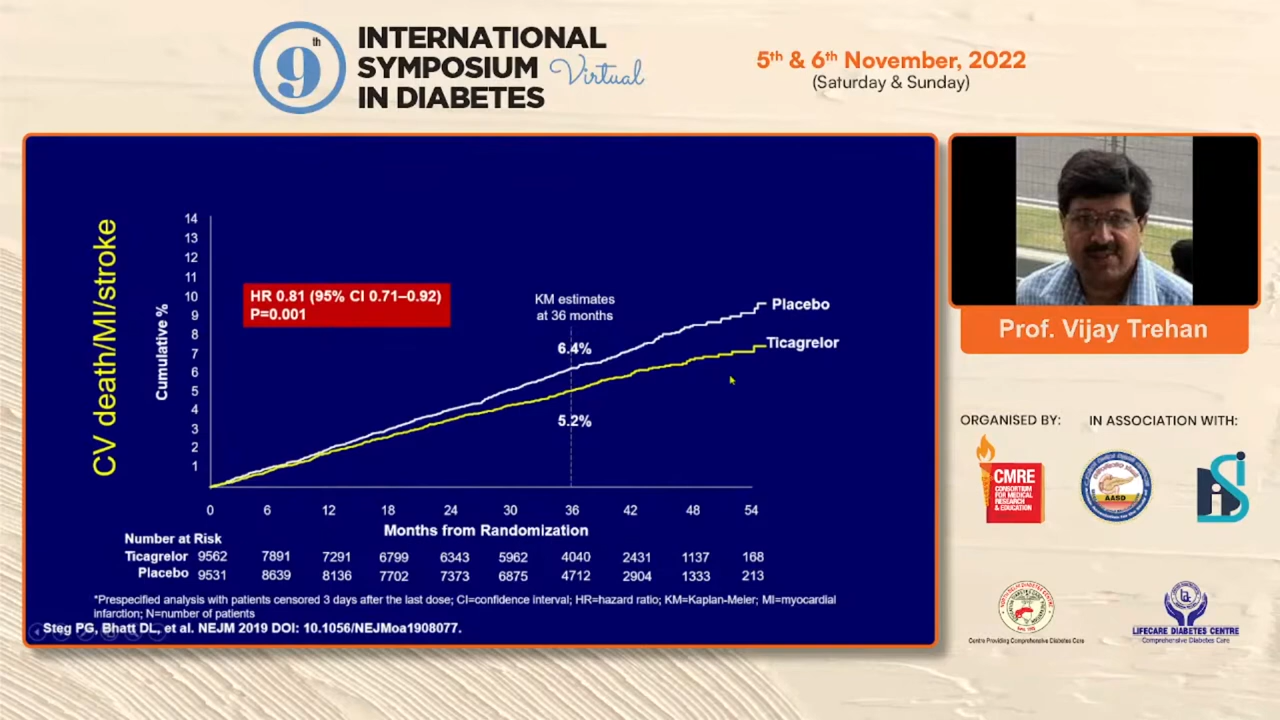 9th
INTERNATIONAL
SYMPOSIUM Virtual
IN DIABETES
5th & 6th November, 2022
(Saturday & Sunday)
CV death/MI/stroke
Cumulative %
14
13
12
11
10
9
8
7
6
5
4
3
2
1
HR 0.81 (95% CI 0.71–0.92)
P=0.001
KM estimates
at 36 months
6.4%
5.2%
Placebo
Ticagrelor
0 6 12 18 24 30 36 42 48 54
Months from Randomization
Number at Risk
Ticagrelor 9562 7891 7291 6799 6343 5962 4040 2431 1137 168
Placebo 9531 8639 8136 7702 7373 6875 4712 2904 1333 213
*Prespecified analysis with patients censored 3 days after the last dose; CI=confidence interval; HR=hazard ratio; KM=Kaplan-Meier; MI=myocardial
infarction; N=number of patients
Steg PG, Bhatt DL, et al. NEJM 2019 DOI: 10.1056/NEJMoa1908077.
Prof. Vijay Trehan
ORGANISED BY:
IN ASSOCIATION WITH:
CMRE
CONSORTIUM
FOR MEDICAL
RESEARCH
& EDUCATION
AASD
Centre Providing Comprehensive Diabetes Care
LIFECARE DIABETES CENTRE
Comprehensive Diabetes Care